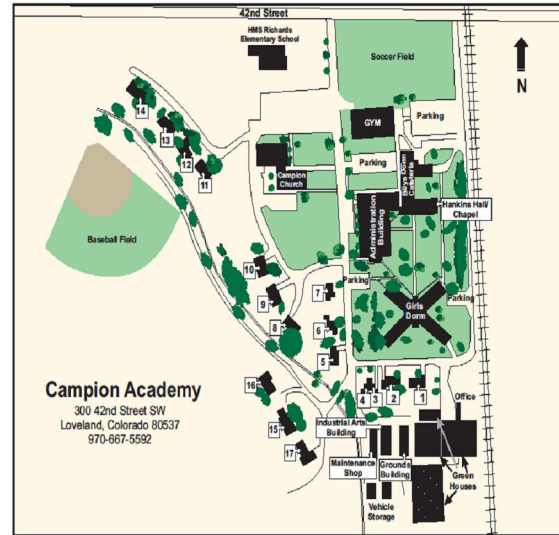 42nd Street
HMS Richards
Elementary School
Soccer Field
N
GYM
Parking
Parking
14
13
12
11
Campion
Church
Boys Dorm
Cafeteria
Hankins Hall/
Chapel
Administration
Building
Baseball Field
10
9
8
7
6
5
Parking
Girls
Dorm
Parking
Campion Academy
300 42nd Street SW
Loveland, Colorado 80537
970-667-5592
16
15
17
4
3
2
1
Office
Industrial Arts
Building
Maintenance
Shop
Grounds
Building
Green
Houses
Vehicle
Storage